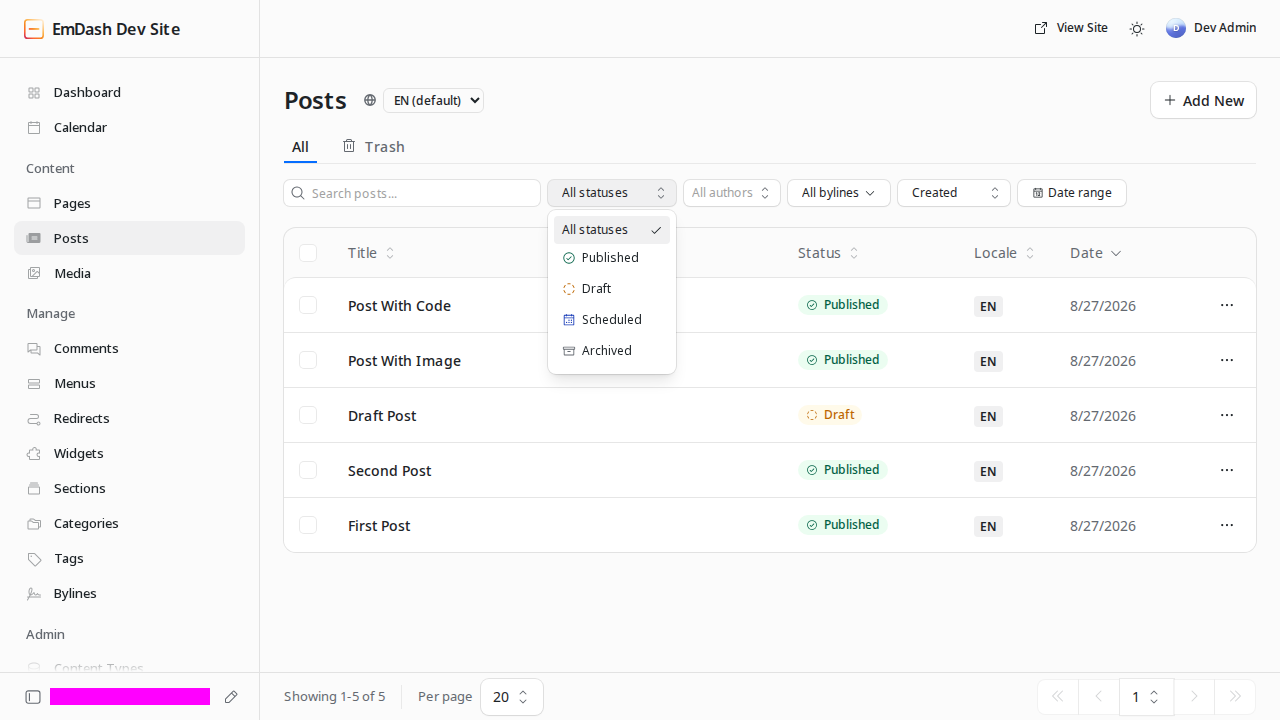 EmDash Dev Site
View Site
D
Dev Admin
Dashboard
Calendar
Content
Pages
Posts
Media
Manage
Comments
Menus
Redirects
Widgets
Sections
Categories
Tags
Bylines
Admin
Content Types
Posts
EN (default)
Add New
All
Trash
Search posts...
All statuses
All authors
All bylines
Created
Date range
All statuses
Published
Draft
Scheduled
Archived
Title
Status
Locale
Date
Post With Code
Published
EN
8/27/2026
Post With Image
Published
EN
8/27/2026
Draft Post
Draft
EN
8/27/2026
Second Post
Published
EN
8/27/2026
First Post
Published
EN
8/27/2026
Showing 1-5 of 5
Per page
20
1